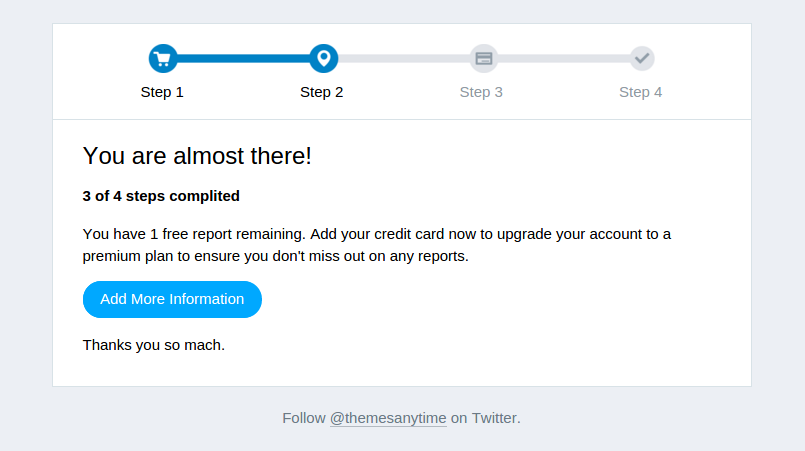 Step 1 Step 2 Step 3 Step 4
You are almost there!
3 of 4 steps complited
You have 1 free report remaining. Add your credit card now to upgrade your account to a
premium plan to ensure you don't miss out on any reports.
Add More Information
Thanks you so mach.
Follow @themesanytime on Twitter.